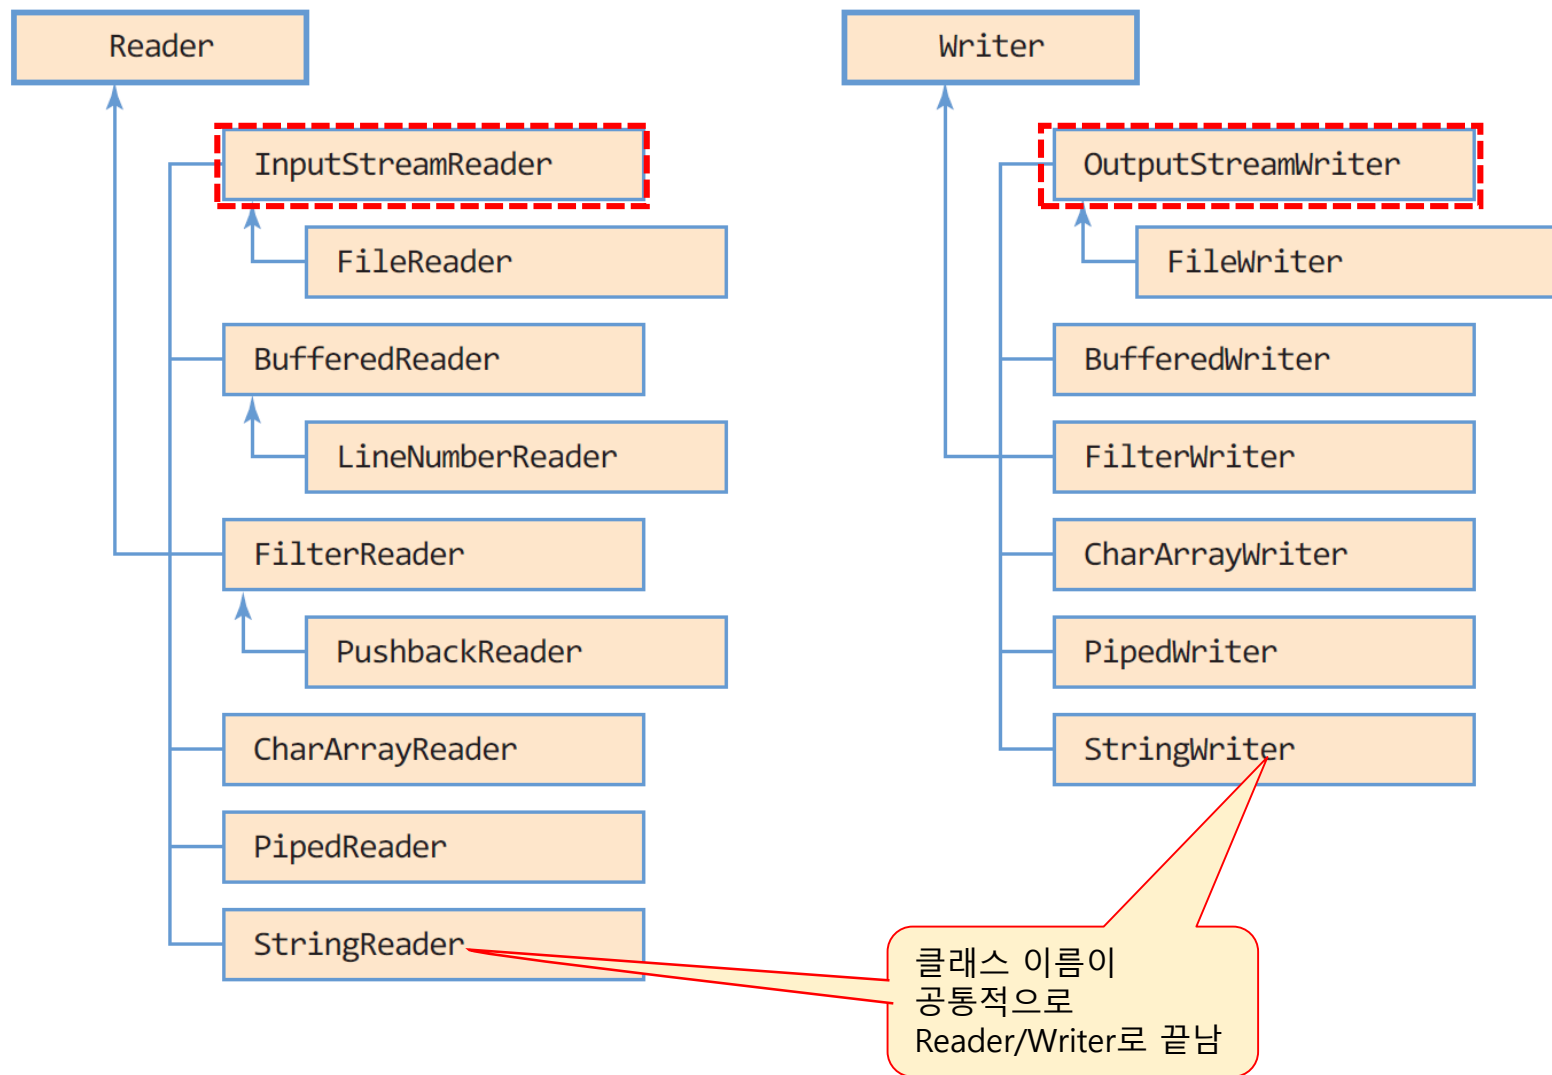 Reader
InputStreamReader
FileReader
BufferedReader
LineNumberReader
FilterReader
PushbackReader
CharArrayReader
PipedReader
StringReader
Writer
OutputStreamWriter
FileWriter
BufferedWriter
FilterWriter
CharArrayWriter
PipedWriter
StringWriter
클래스 이름이
공통적으로
Reader/Writer로 끝남